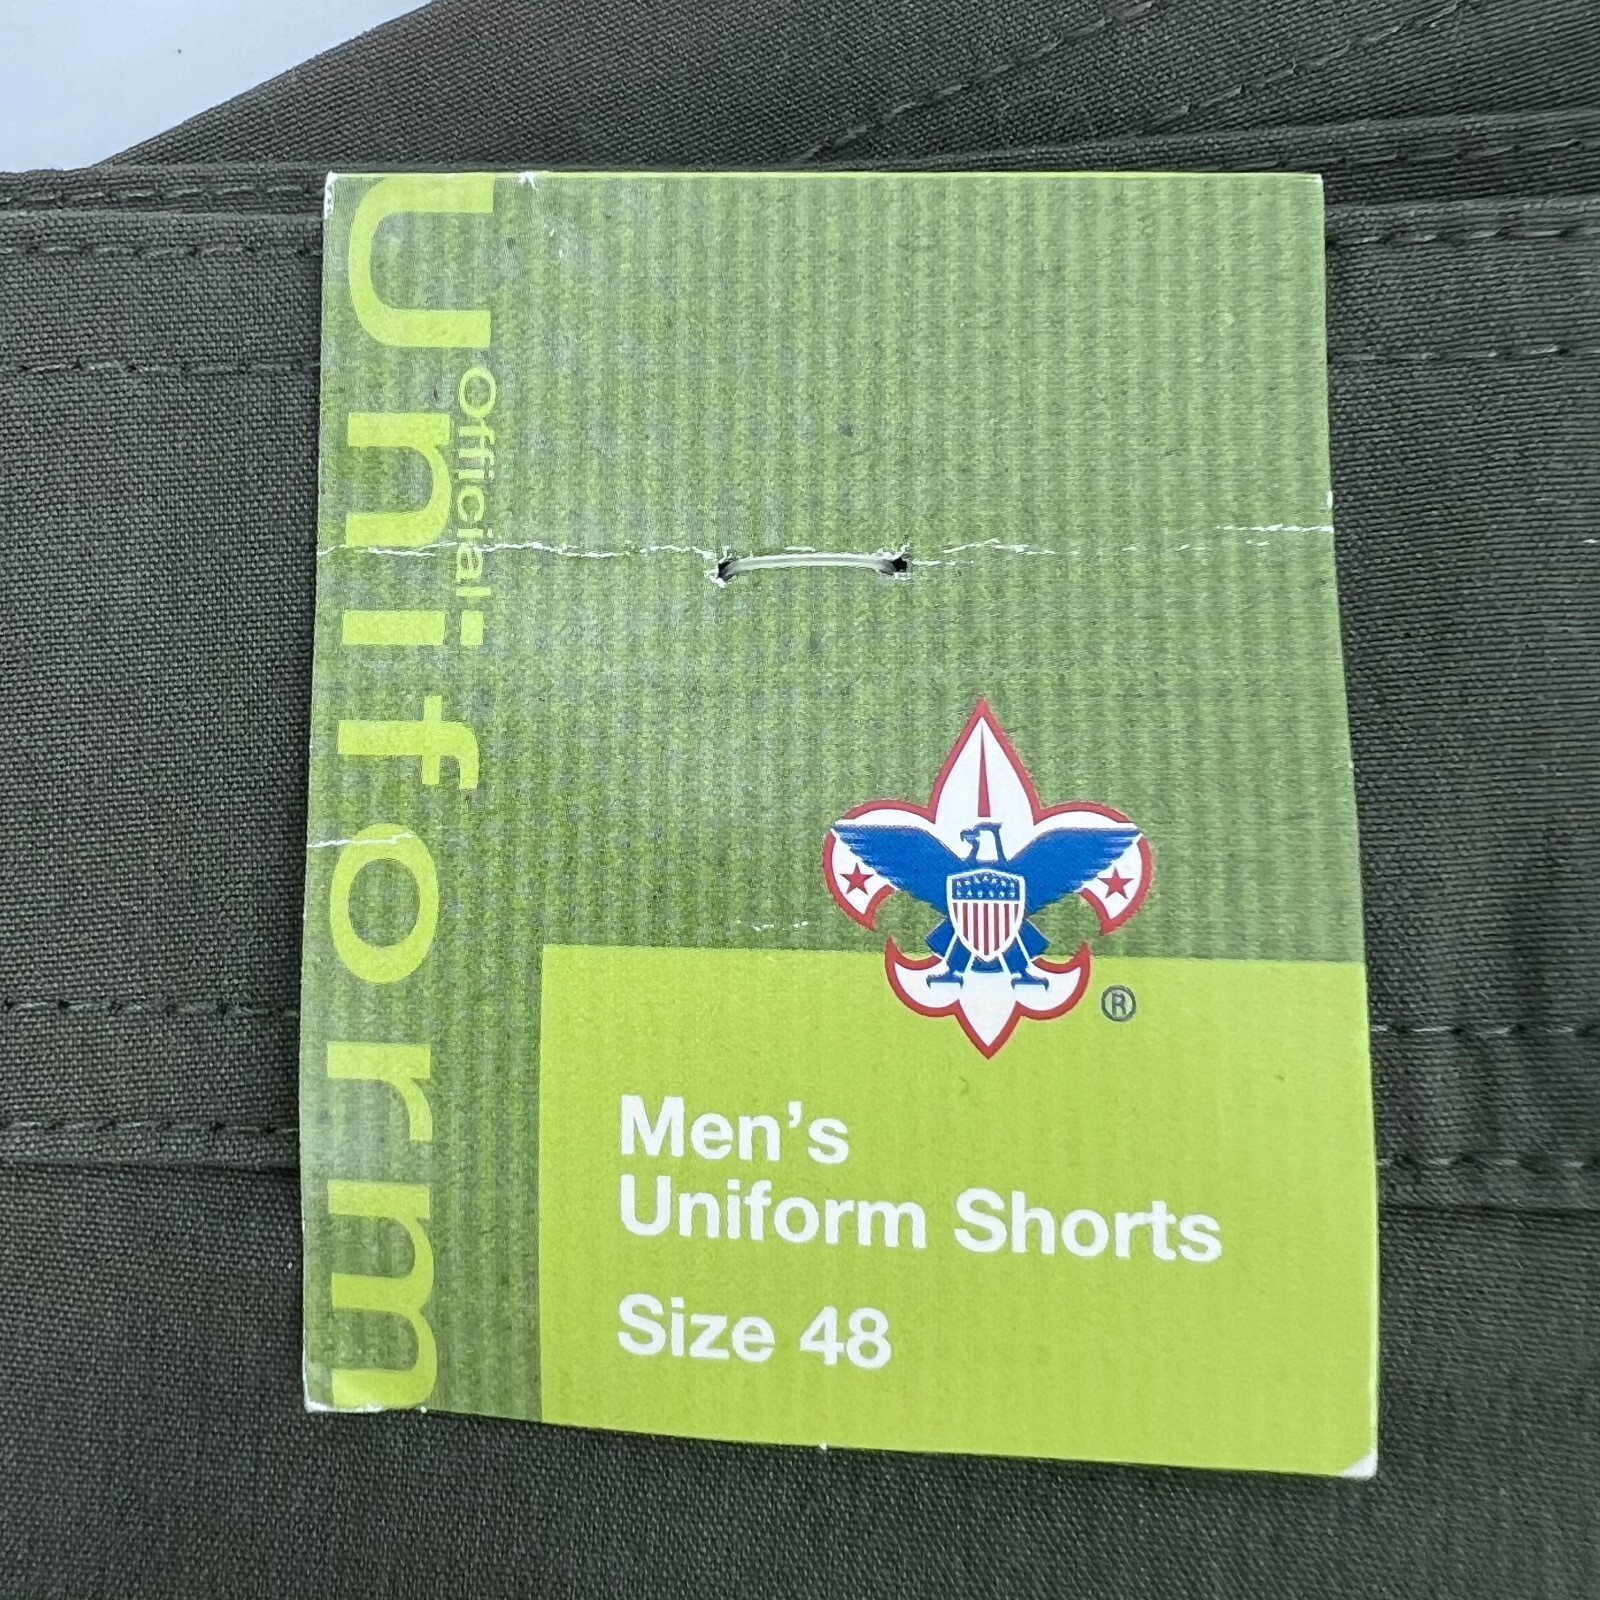 Official:
Uniform
®
Men's
Uniform Shorts
Size 48